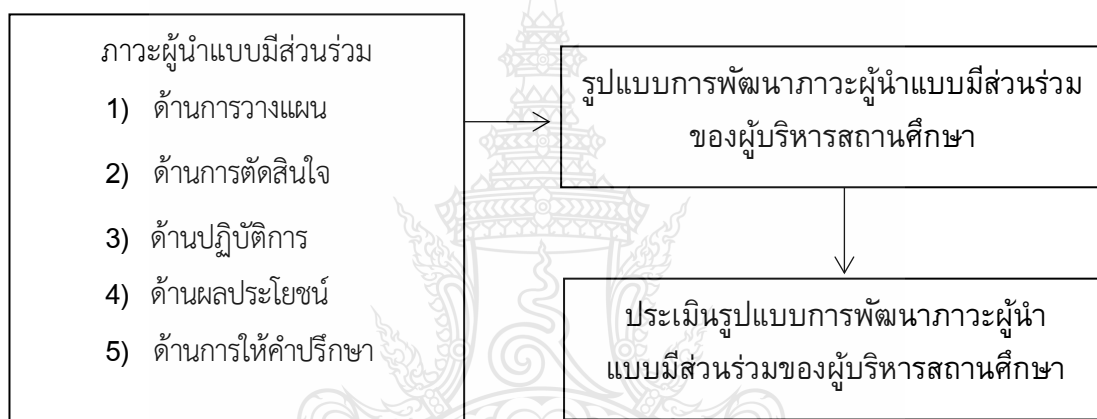 ภาวะผู้นำแบบมีส่วนร่วม
1) ด้านการวางแผน
2) ด้านการตัดสินใจ
3) ด้านปฏิบัติการ
4) ด้านผลประโยชน์
5) ด้านการให้คำปรึกษา
รูปแบบการพัฒนาภาวะผู้นำแบบมีส่วนร่วม
ของผู้บริหารสถานศึกษา
ประเมินรูปแบบการพัฒนาภาวะผู้นำ
แบบมีส่วนร่วมของผู้บริหารสถานศึกษา